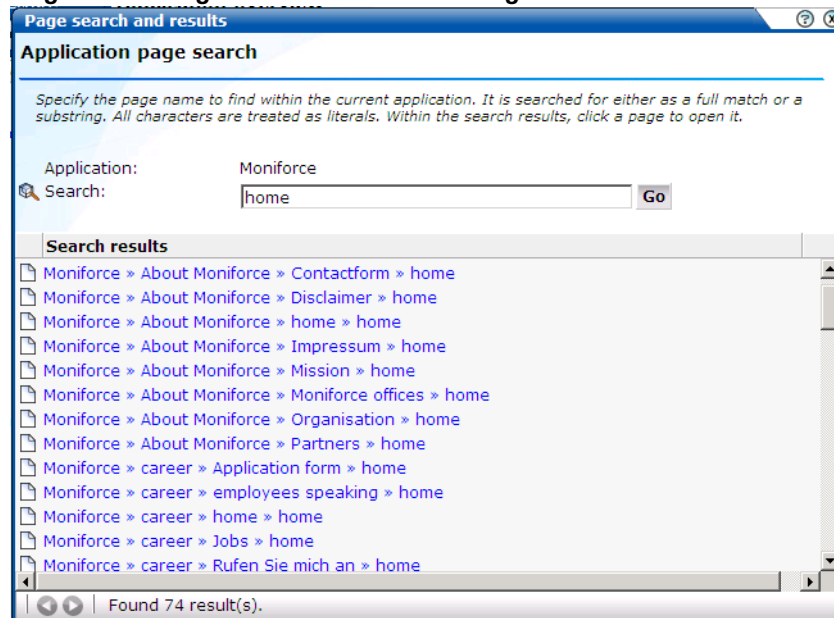 Page search and results
Application page search
Specify the page name to find within the current application. It is searched for either as a full match or a
substring. All characters are treated as literals. Within the search results, click a page to open it.
Application: Moniforce
Search: home Go
Search results
Moniforce » About Moniforce » Contactform » home
Moniforce » About Moniforce » Disclaimer » home
Moniforce » About Moniforce » home » home
Moniforce » About Moniforce » Impressum » home
Moniforce » About Moniforce » Mission » home
Moniforce » About Moniforce » Moniforce offices » home
Moniforce » About Moniforce » Organisation » home
Moniforce » About Moniforce » Partners » home
Moniforce » career » Application form » home
Moniforce » career » employees speaking » home
Moniforce » career » home » home
Moniforce » career » Jobs » home
Moniforce » career » Rufen Sie mich an » home
Found 74 result(s).